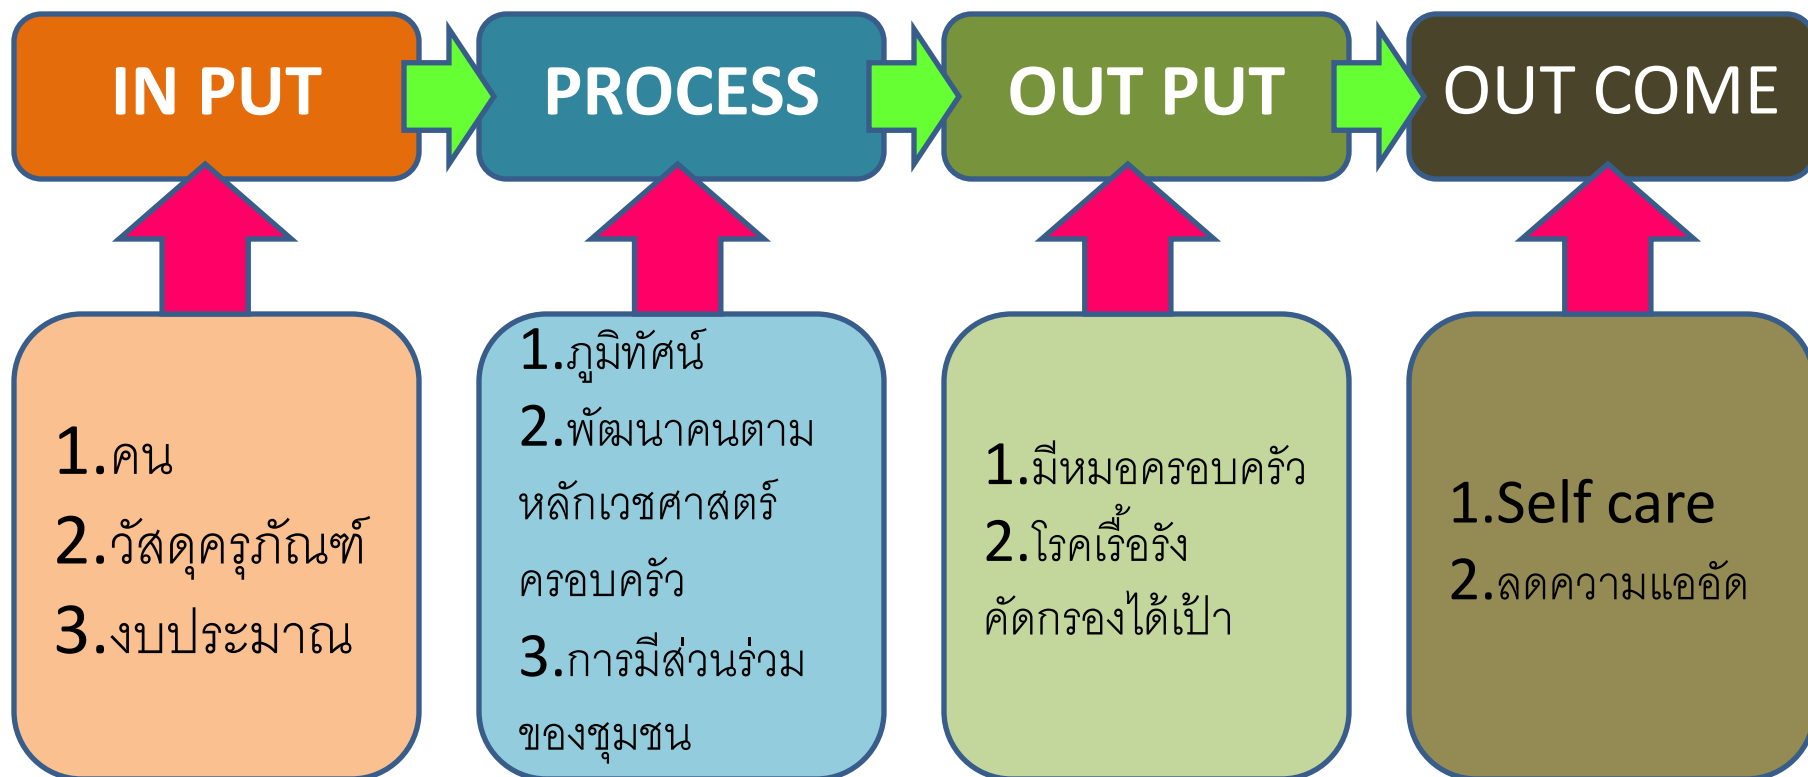 IN PUT
PROCESS
OUT PUT
OUT COME
1.คน
2.วัสดุครุภัณฑ์
3.งบประมาณ
1.ภูมิทัศน์
2.พัฒนาคนตาม
หลักเวชศาสตร์
ครอบครัว
3.การมีส่วนร่วม
ของชุมชน
1.มีหมอครอบครัว
2.โรคเรื้อรัง
คัดกรองได้เป้า
1.Self care
2.ลดความแออัด